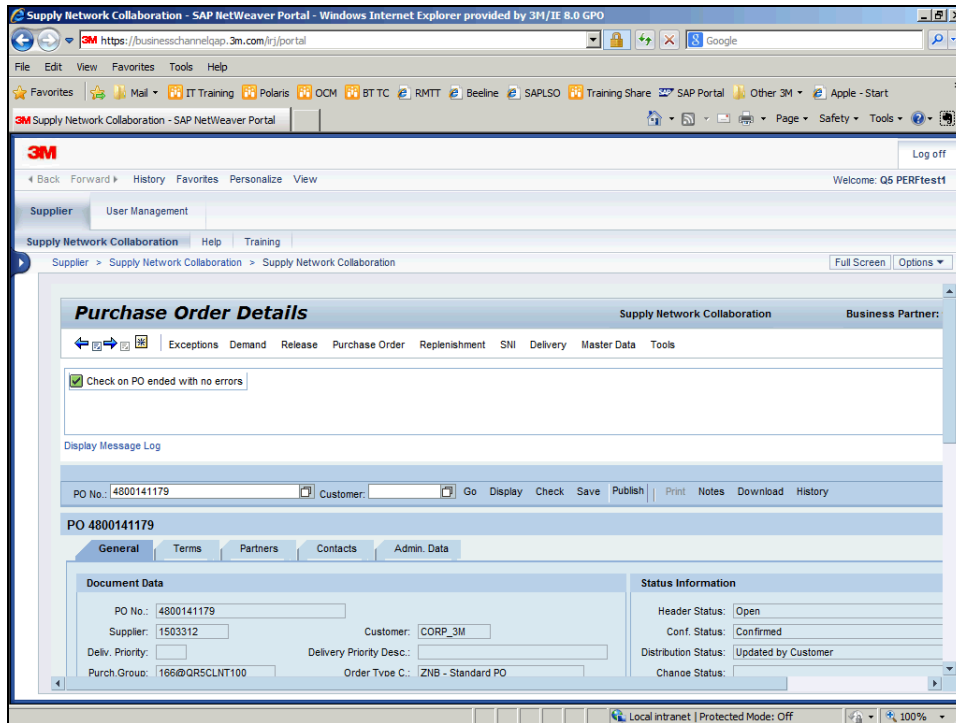 Supply Network Collaboration - SAP NetWeaver Portal - Windows Internet Explorer provided by 3M/IE 8.0 GPO
3M https://businesschannelqap.3m.com/irj/portal Google
File Edit View Favorites Tools Help
Favorites Mail IT Training Polaris OCM BT TC RMTT Beeline SAPLSO Training Share SAP Portal Other 3M Apple - Start
3M Supply Network Collaboration - SAP NetWeaver Portal Page Safety Tools
3M Log off
Back Forward History Favorites Personalize View Welcome: Q5 PERFtest1
Supplier User Management
Supply Network Collaboration Help Training
Supplier > Supply Network Collaboration > Supply Network Collaboration Full Screen Options
Purchase Order Details Supply Network Collaboration Business Partner:
Exceptions Demand Release Purchase Order Replenishment SNI Delivery Master Data Tools
Check on PO ended with no errors
Display Message Log
PO No.: 4800141179 Customer: Go Display Check Save Publish Print Notes Download History
PO 4800141179
General Terms Partners Contacts Admin. Data
Document Data Status Information
PO No.: 4800141179 Header Status: Open
Supplier: 1503312 Customer: CORP_3M Conf. Status: Confirmed
Deliv. Priority: Delivery Priority Desc.: Distribution Status: Updated by Customer
Purch.Group: 166@QR5CLNT100 Order Type C.: ZNB - Standard PO Change Status:
Local intranet | Protected Mode: Off 100%